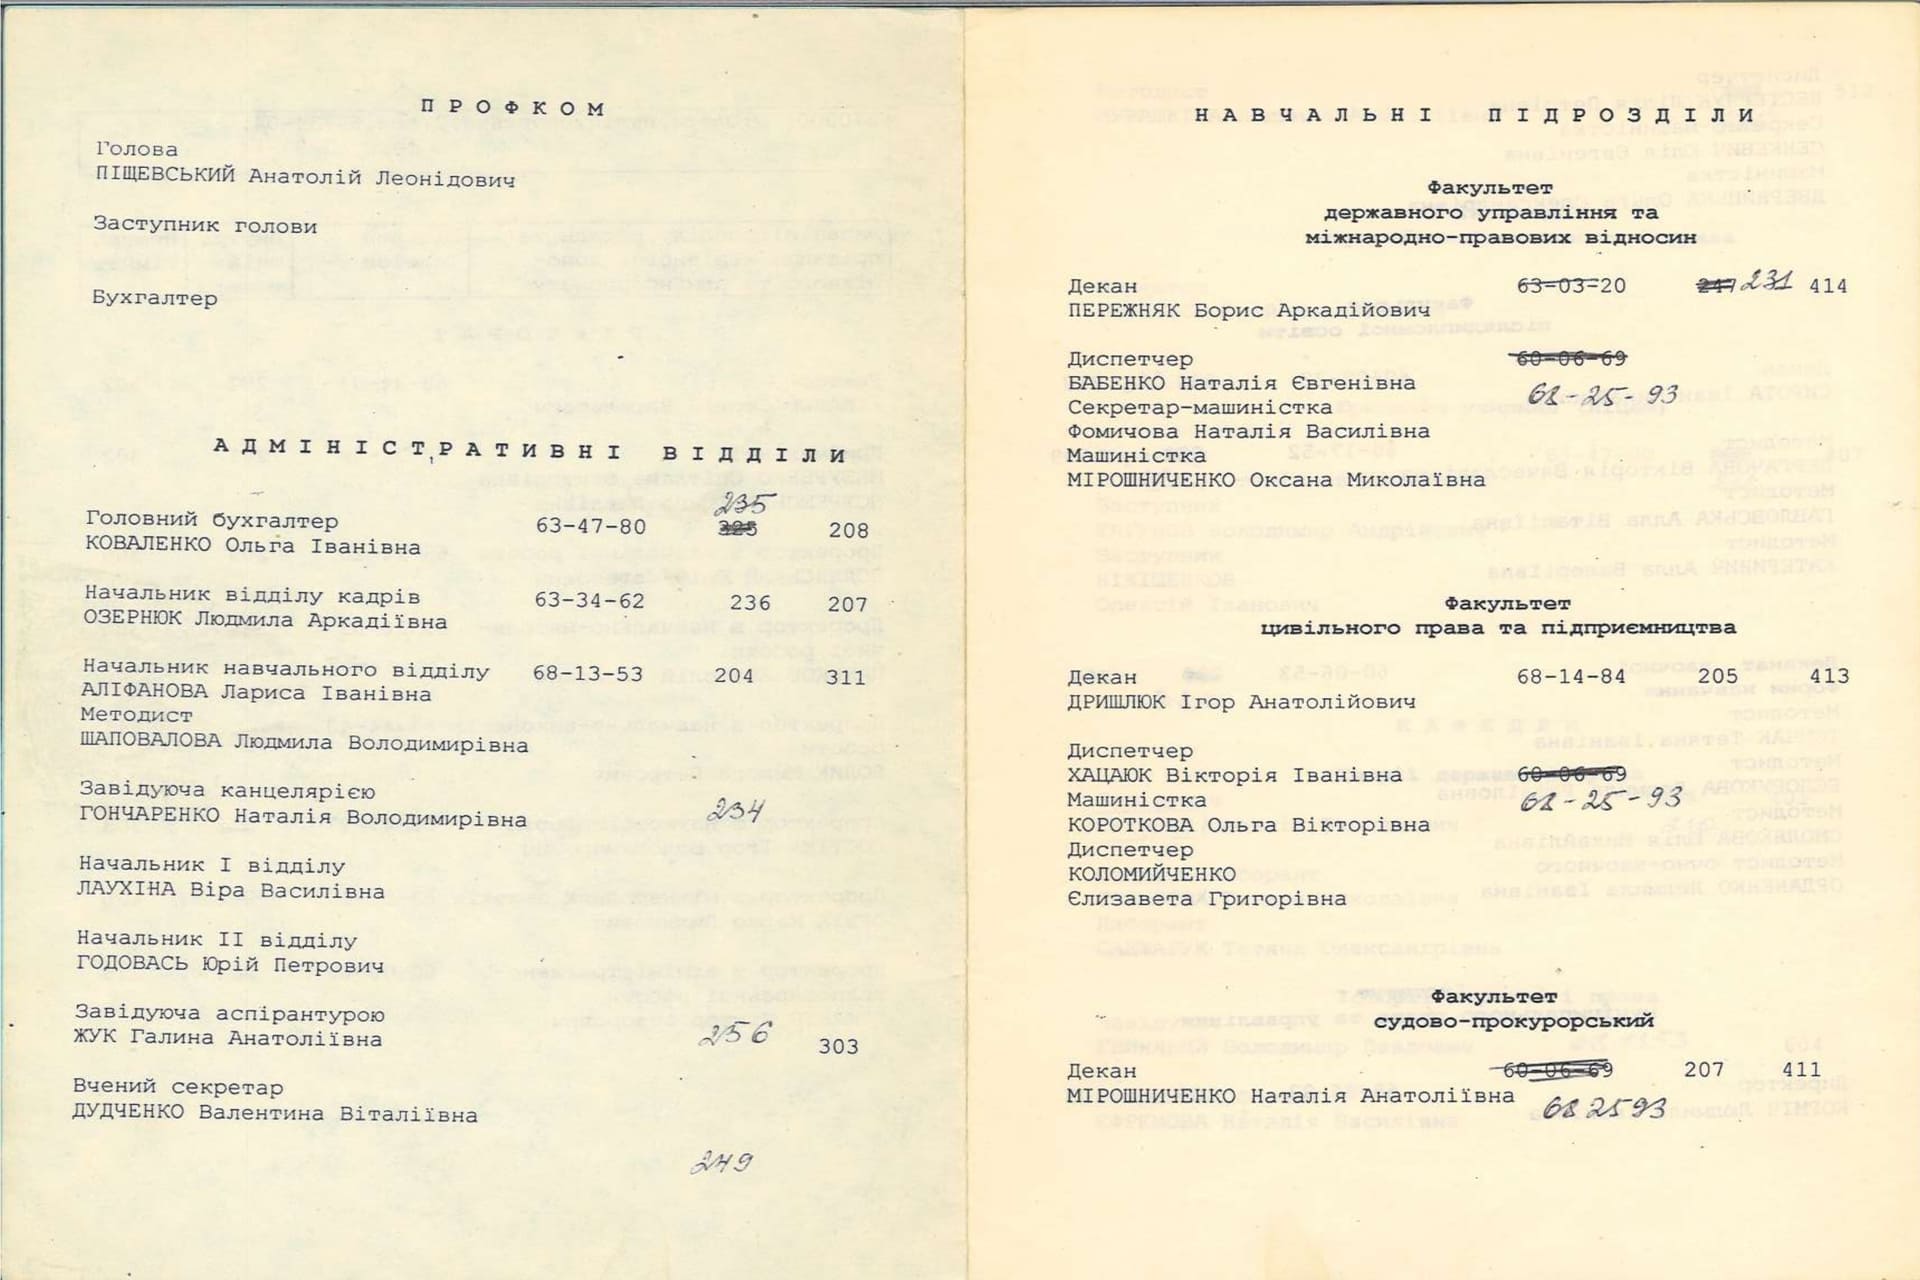 ПРОФКОМ
Голова
ПІЩЕВСЬКИЙ Анатолій Леонідович
Заступник голови
Бухгалтер
АДМІНІСТРАТИВНІ ВІДДІЛИ
235
Головний бухгалтер 63-47-80 325 208
КОВАЛЕНКО Ольга Іванівна
Начальник відділу кадрів 63-34-62 236 207
ОЗЕРНЮК Людмила Аркадіївна
Начальник навчального відділу 68-13-53 204 311
АЛІФАНОВА Лариса Іванівна
Методист
ШАПОВАЛОВА Людмила Володимирівна
Завідуюча канцелярією
ГОНЧАРЕНКО Наталія Володимирівна 234
Начальник І відділу
ЛАУХІНА Віра Василівна
Начальник ІІ відділу
ГОДОВАСЬ Юрій Петрович
Завідуюча аспірантурою
ЖУК Галина Анатоліївна 256 303
Вчений секретар
ДУДЧЕНКО Валентина Віталіївна
249
НАВЧАЛЬНІ ПІДРОЗДІЛИ
Факультет
державного управління та
міжнародно-правових відносин
Декан 63-03-20 247 231 414
ПЕРЕЖНЯК Борис Аркадійович
Диспетчер 60-06-69
БАБЕНКО Наталія Євгенівна 68-25-93
Секретар-машиністка
Фомичова Наталія Василівна
Машиністка
МІРОШНИЧЕНКО Оксана Миколаївна
Факультет
цивільного права та підприємництва
Декан 68-14-84 205 413
ДРИШЛЮК Ігор Анатолійович
Диспетчер
ХАЦАЮК Вікторія Іванівна 60-06-69
Машиністка 68-25-93
КОРОТКОВА Ольга Вікторівна
Диспетчер
КОЛОМИЙЧЕНКО
Єлизавета Григорівна
Факультет
судово-прокурорський
Декан 60-06-69 207 411
МІРОШНИЧЕНКО Наталія Анатоліївна 68 25 93